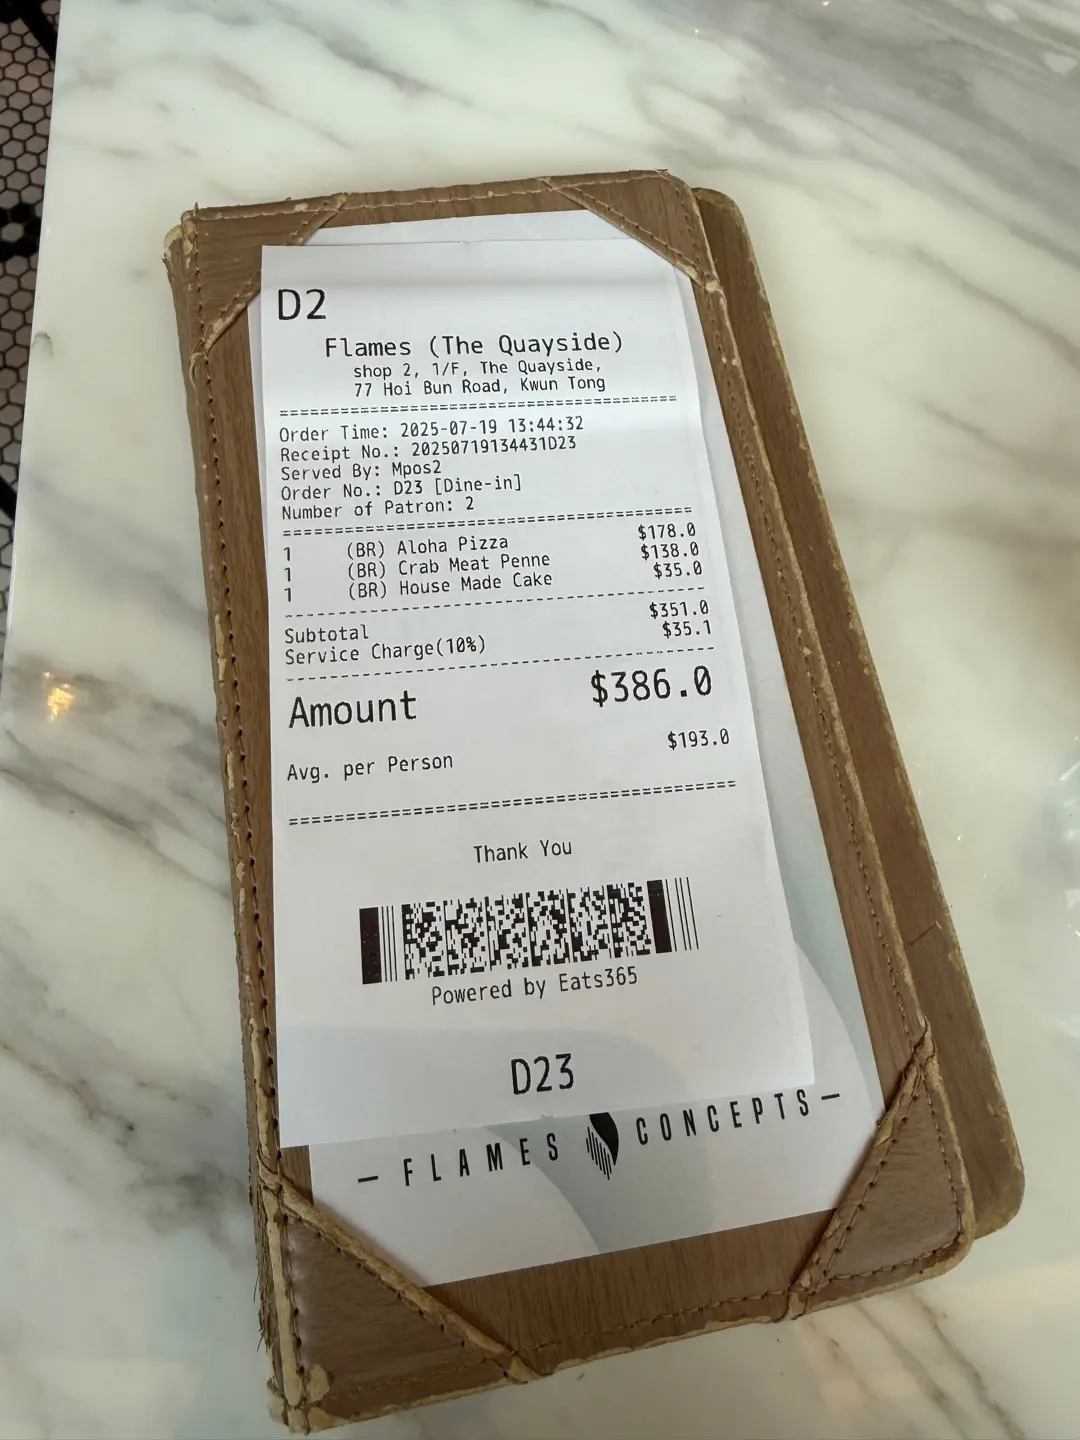 D2
Flames (The Quayside)
shop 2, 1/F, The Quayside,
77 Hoi Bun Road, Kwun Tong
========================================
Order Time: 2025-07-19 13:44:32
Receipt No.: 20250719134431D23
Served By: Mpos2
Order No.: D23 [Dine-in]
Number of Patron: 2
========================================
1 (BR) Aloha Pizza $178.0
1 (BR) Crab Meat Penne $138.0
1 (BR) House Made Cake $35.0
----------------------------------------
Subtotal $351.0
Service Charge(10%) $35.1
----------------------------------------
Amount $386.0
Avg. per Person $193.0
========================================
Thank You
Powered by Eats365
D23
— FLAMES CONCEPTS —